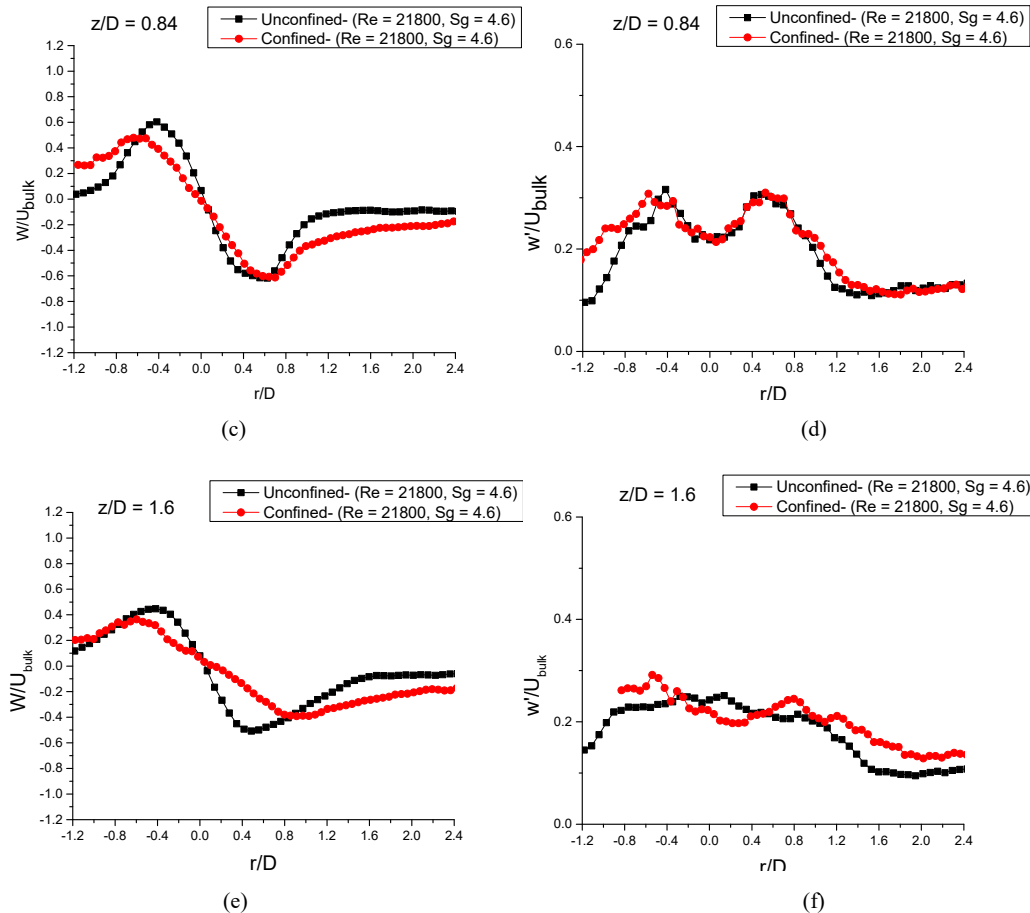 z/D = 0.84
Unconfined- (Re = 21800, Sg = 4.6)
Confined- (Re = 21800, Sg = 4.6)
1.2
1.0
0.8
0.6
0.4
0.2
0.0
-0.2
-0.4
-0.6
-0.8
-1.0
-1.2
W/Ubulk
-1.2 -0.8 -0.4 0.0 0.4 0.8 1.2 1.6 2.0 2.4
r/D
(c)
z/D = 0.84
Unconfined- (Re = 21800, Sg = 4.6)
Confined- (Re = 21800, Sg = 4.6)
0.6
0.4
0.2
0.0
w'/Ubulk
-1.2 -0.8 -0.4 0.0 0.4 0.8 1.2 1.6 2.0 2.4
r/D
(d)
z/D = 1.6
Unconfined- (Re = 21800, Sg = 4.6)
Confined- (Re = 21800, Sg = 4.6)
1.2
1.0
0.8
0.6
0.4
0.2
0.0
-0.2
-0.4
-0.6
-0.8
-1.0
-1.2
W/Ubulk
-1.2 -0.8 -0.4 0.0 0.4 0.8 1.2 1.6 2.0 2.4
r/D
(e)
z/D = 1.6
Unconfined- (Re = 21800, Sg = 4.6)
Confined- (Re = 21800, Sg = 4.6)
0.6
0.4
0.2
0.0
w'/Ubulk
-1.2 -0.8 -0.4 0.0 0.4 0.8 1.2 1.6 2.0 2.4
r/D
(f)